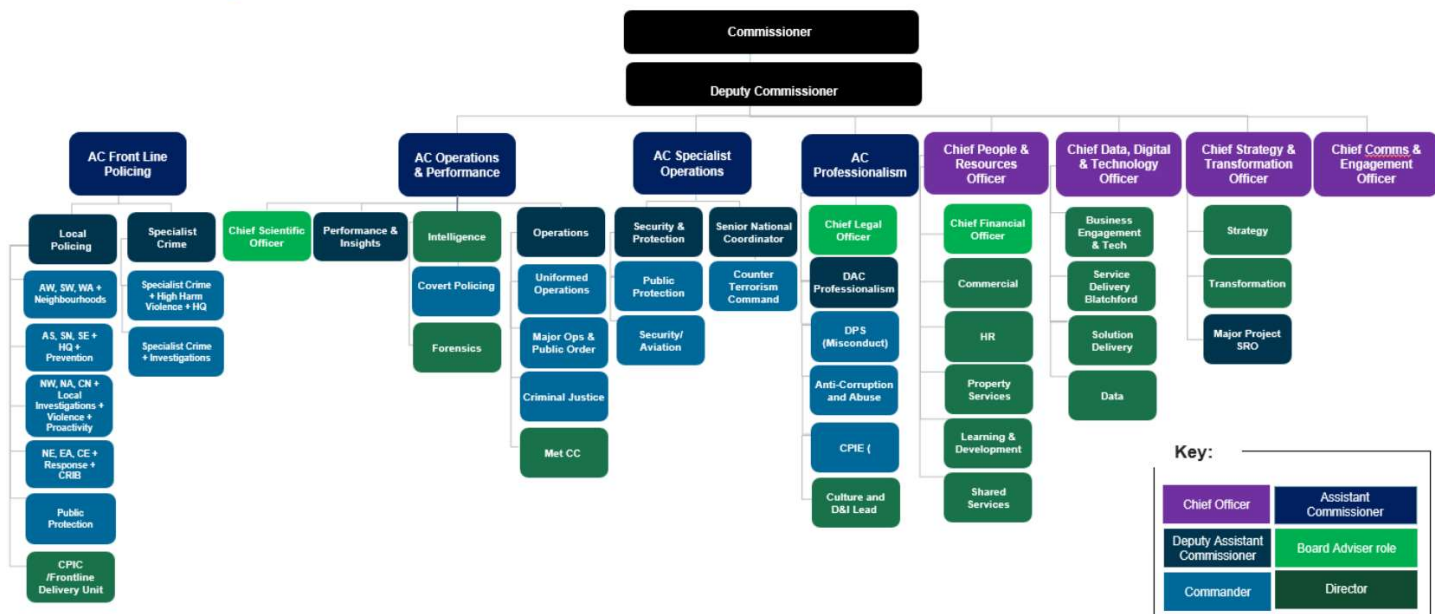 Commissioner
Deputy Commissioner
AC Front Line
Policing
AC Operations
& Performance
AC Specialist
Operations
AC
Professionalism
Chief People &
Resources
Officer
Chief Data, Digital
& Technology
Officer
Chief Strategy &
Transformation
Officer
Chief Comms &
Engagement
Officer
Local
Policing
Specialist
Crime
Chief Scientific
Officer
Performance &
Insights
Intelligence
Operations
Security &
Protection
Senior National
Coordinator
Chief Legal
Officer
Chief Financial
Officer
Business
Engagement
& Tech
Strategy
AW, SW, WA +
Neighbourhoods
Specialist Crime
+ High Harm
Violence + HQ
Covert Policing
Uniformed
Operations
Public
Protection
Counter
Terrorism
Command
DAC
Professionalism
Commercial
Service
Delivery
Blatchford
Transformation
AS, SN, SE +
HQ +
Prevention
Specialist Crime
+ Investigations
Forensics
Major Ops &
Public Order
Security/
Aviation
DPS
(Misconduct)
HR
Solution
Delivery
Major Project
SRO
NW, NA, CN +
Local
Investigations +
Violence +
Proactivity
Criminal Justice
Anti-Corruption
and Abuse
Property
Services
Data
NE, EA, CE +
Response +
CRIB
Met CC
CPIE (
Learning &
Development
Public
Protection
Culture and
D&I Lead
Shared
Services
CPIC
/Frontline
Delivery Unit
Key:
Chief Officer
Assistant
Commissioner
Deputy Assistant
Commissioner
Board Adviser role
Commander
Director